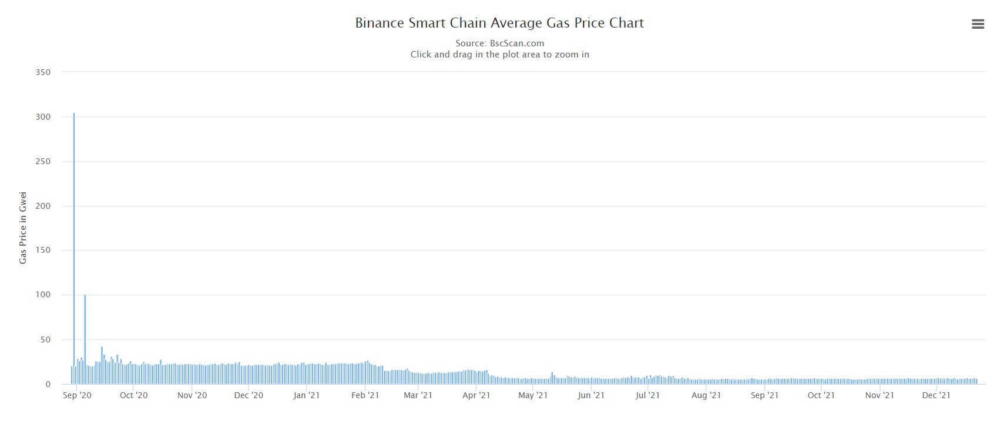 Binance Smart Chain Average Gas Price Chart
Source: BscScan.com
Click and drag in the plot area to zoom in
Gas Price in Gwei
350
300
250
200
150
100
50
0
Sep '20 Oct '20 Nov '20 Dec '20 Jan '21 Feb '21 Mar '21 Apr '21 May '21 Jun '21 Jul '21 Aug '21 Sep '21 Oct '21 Nov '21 Dec '21